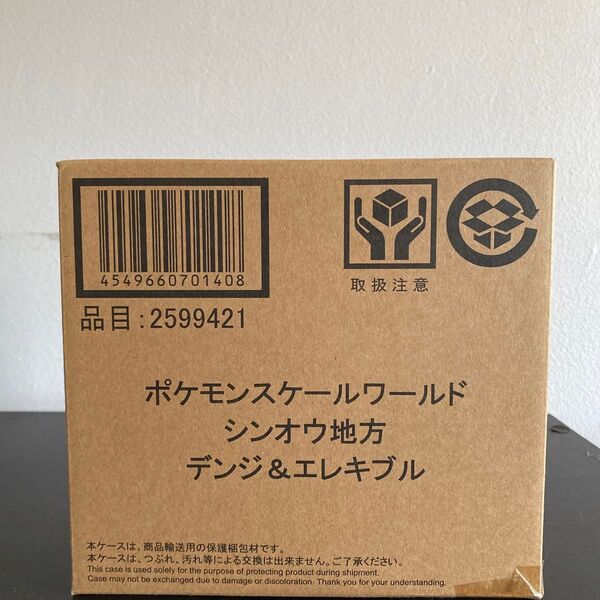 4549660701408
取扱注意
品目:2599421
ポケモンスケールワールド
シンオウ地方
デンジ&エレキブル
本ケースは、商品輸送用の保護梱包材です。
本ケースは、つぶれ、汚れ等による交換は出来ません。ご了承ください。
This case is used solely for the purpose of protecting product during shipment.
Case may not be exchanged due to damage or discoloration. Thank you for your understanding.